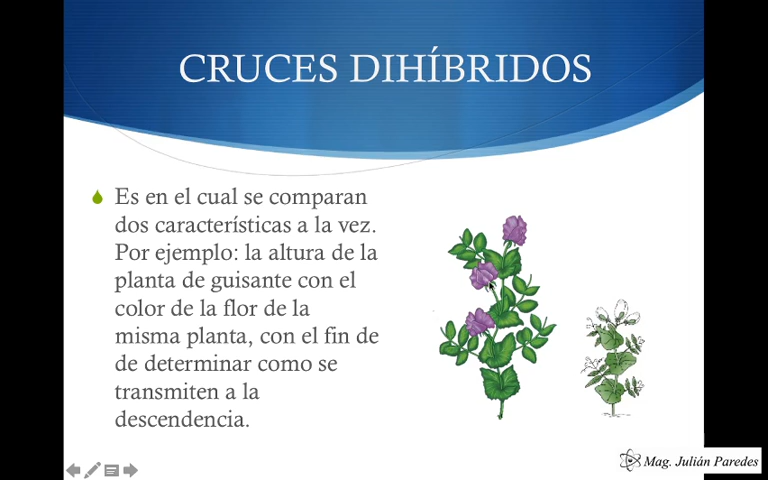 CRUCES DIHÍBRIDOS
Es en el cual se comparan
dos características a la vez.
Por ejemplo: la altura de la
planta de guisante con el
color de la flor de la
misma planta, con el fin de
de determinar como se
transmiten a la
descendencia.
Mag. Julián Paredes